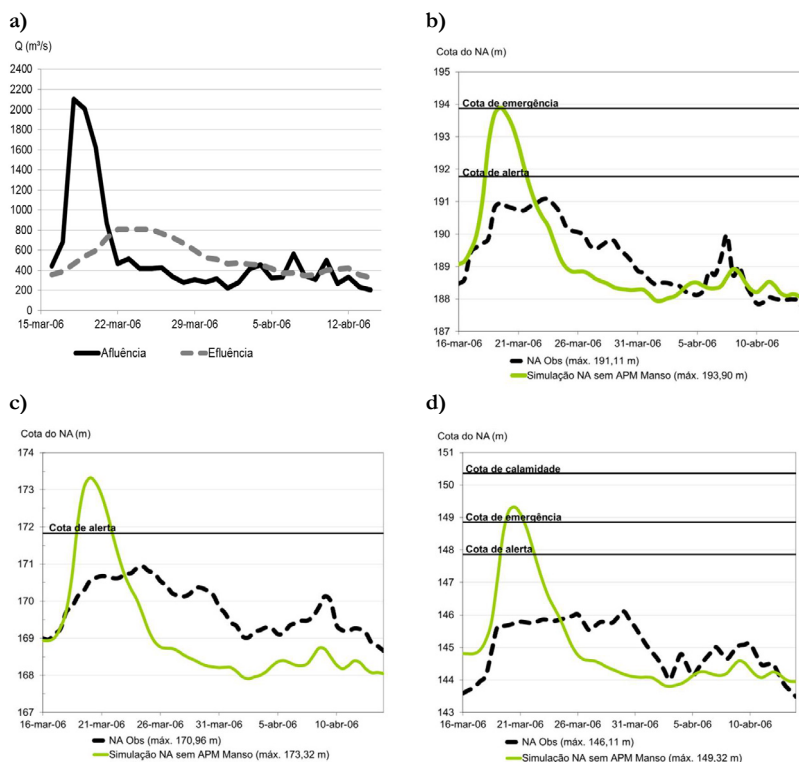 a)
Q (m³/s)
2400
2200
2000
1800
1600
1400
1200
1000
800
600
400
200
0
15-mar-06 22-mar-06 29-mar-06 5-abr-06 12-abr-06
Afluência Efluência
b)
Cota do NA (m)
195
194
193
192
191
190
189
188
187
Cota de emergência
Cota de alerta
16-mar-06 21-mar-06 26-mar-06 31-mar-06 5-abr-06 10-abr-06
NA Obs (máx. 191,11 m)
Simulação NA sem APM Manso (máx. 193,90 m)
c)
Cota do NA (m)
174
173
172
171
170
169
168
167
Cota de alerta
16-mar-06 21-mar-06 26-mar-06 31-mar-06 5-abr-06 10-abr-06
NA Obs (máx. 170,96 m)
Simulação NA sem APM Manso (máx. 173,32 m)
d)
Cota do NA (m)
151
150
149
148
147
146
145
144
143
Cota de calamidade
Cota de emergência
Cota de alerta
16-mar-06 21-mar-06 26-mar-06 31-mar-06 5-abr-06 10-abr-06
NA Obs (máx. 146,11 m)
Simulação NA sem APM Manso (máx. 149,32 m)